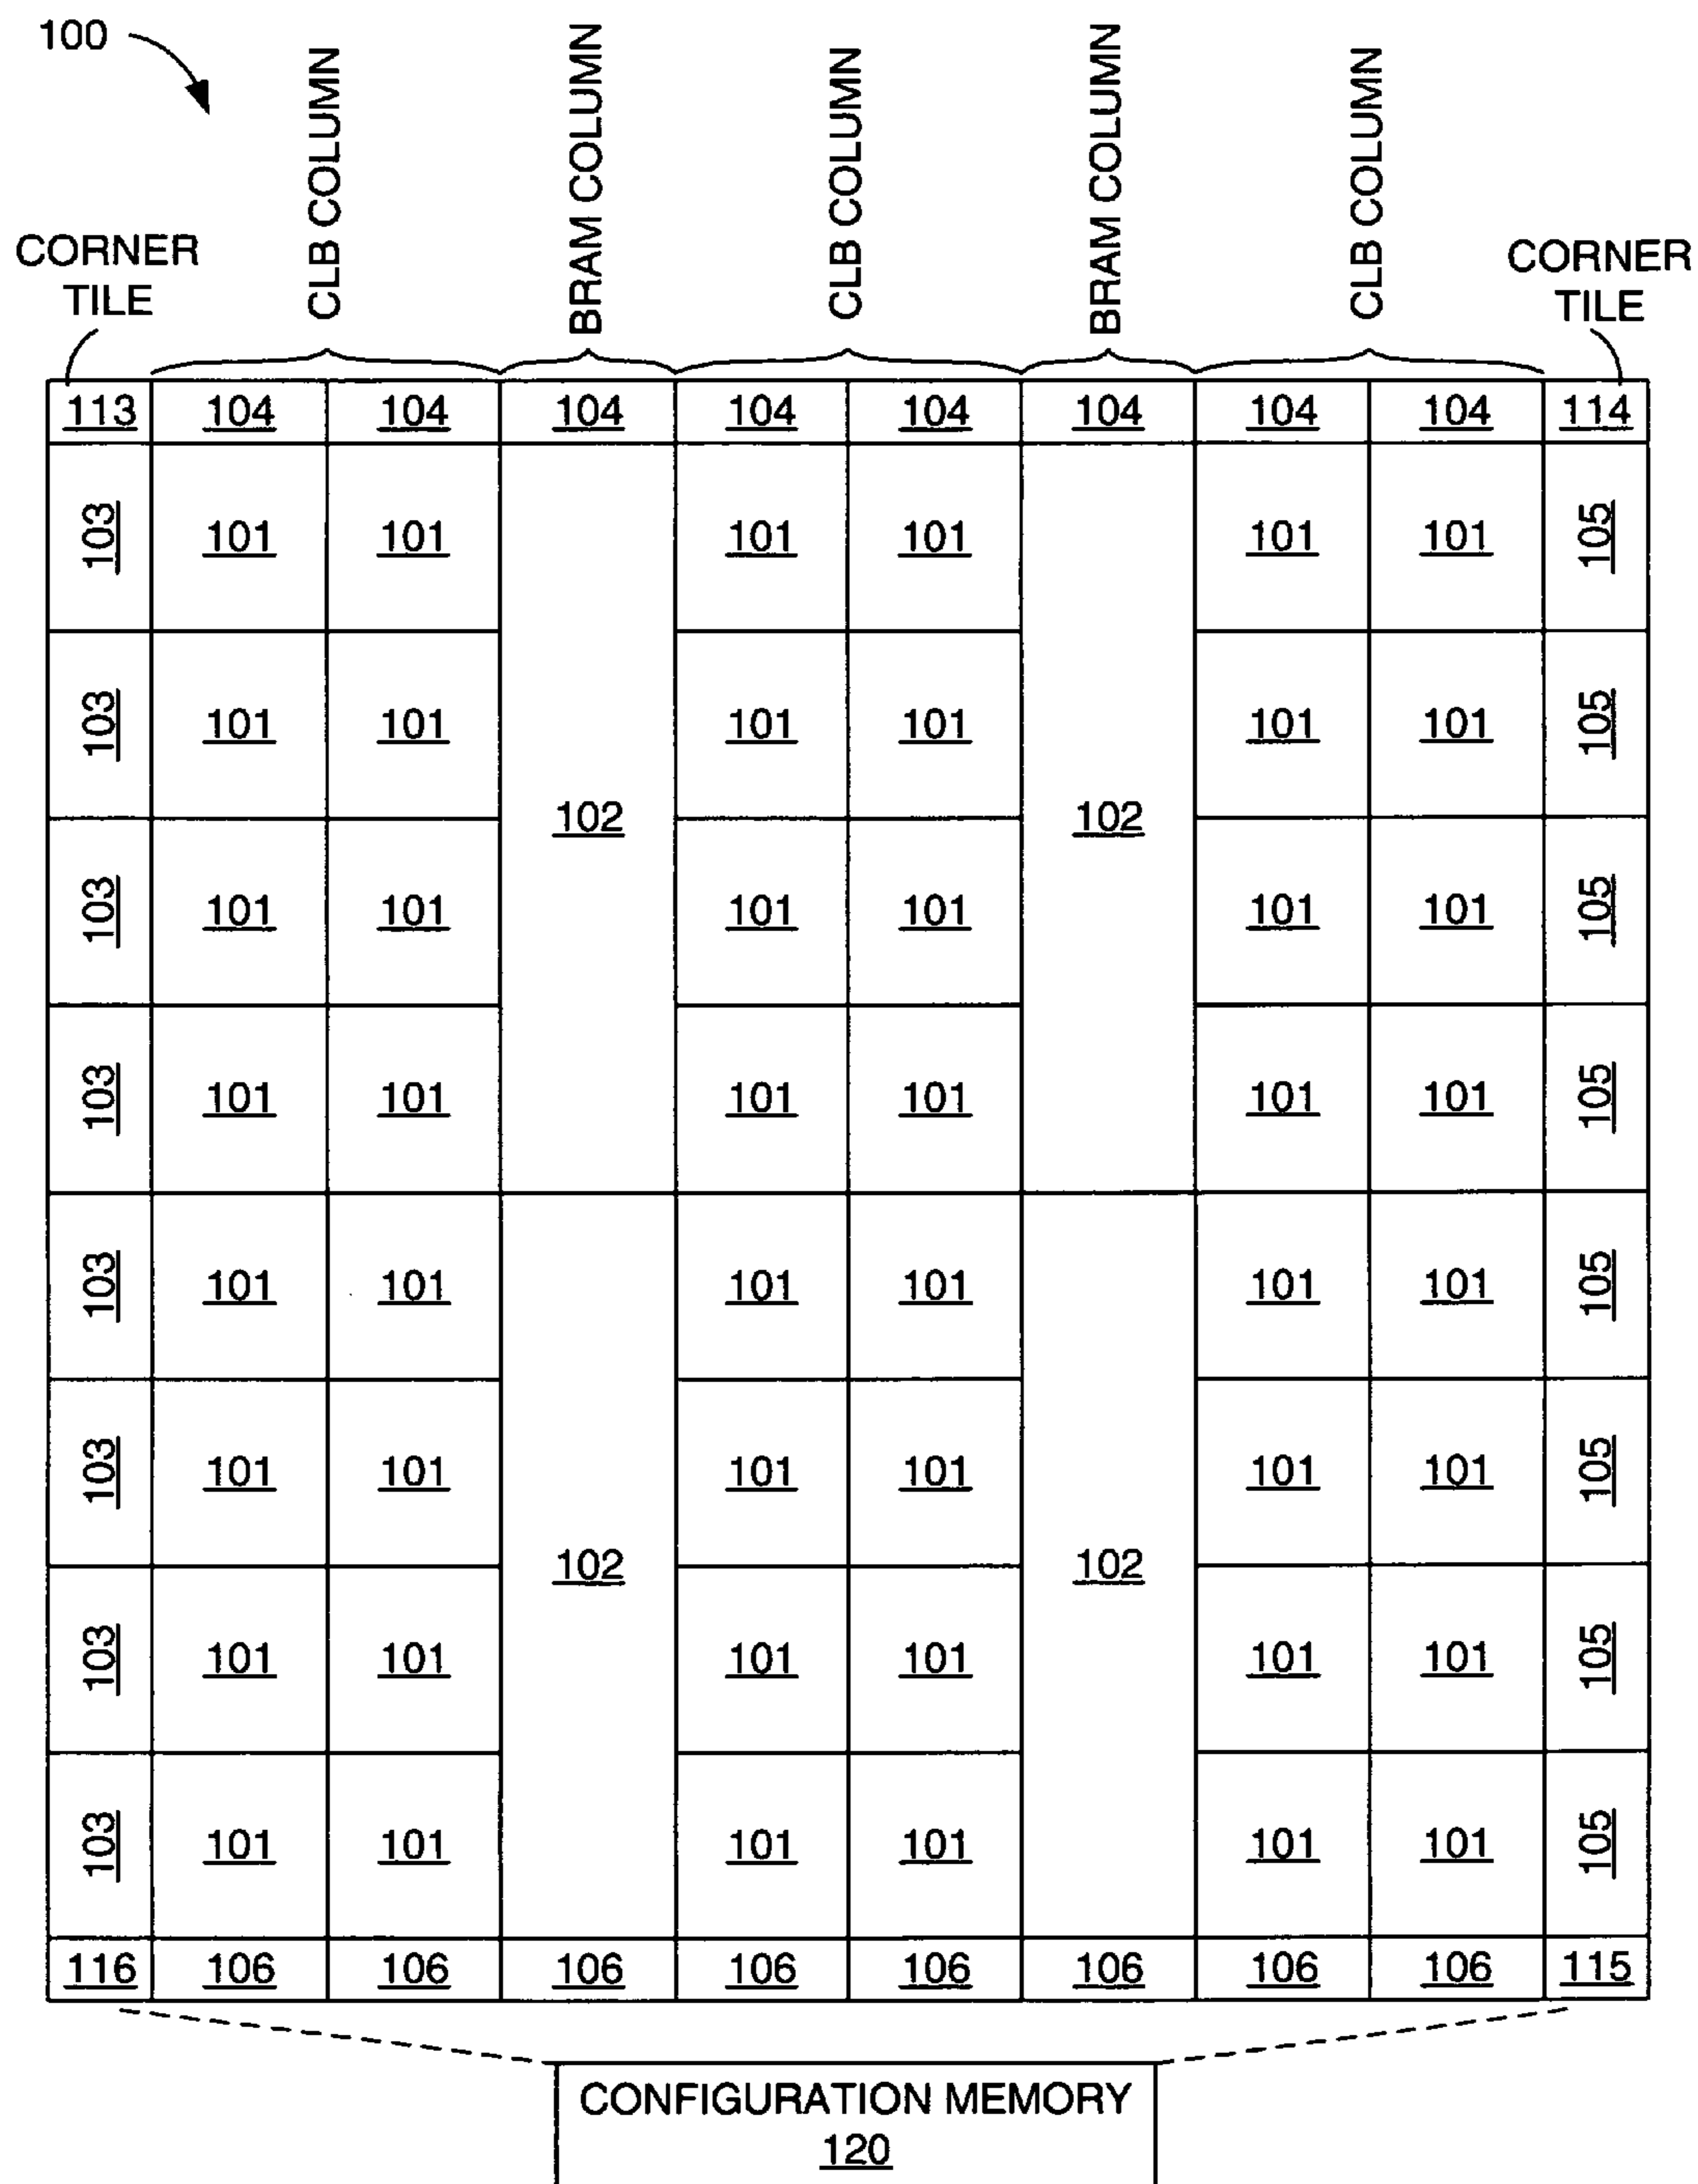 100
CLB COLUMN
BRAM COLUMN
CLB COLUMN
BRAM COLUMN
CLB COLUMN
CORNER
TILE
CORNER
TILE
113 104 104 104 104 104 104 104 104 114
103 101 101 101 101 101 101 105
103 101 101 101 101 101 101 105
102 102
103 101 101 101 101 101 101 105
103 101 101 101 101 101 101 105
103 101 101 101 101 101 101 105
103 101 101 101 101 101 101 105
102 102
103 101 101 101 101 101 101 105
103 101 101 101 101 101 101 105
116 106 106 106 106 106 106 106 106 115
CONFIGURATION MEMORY
120